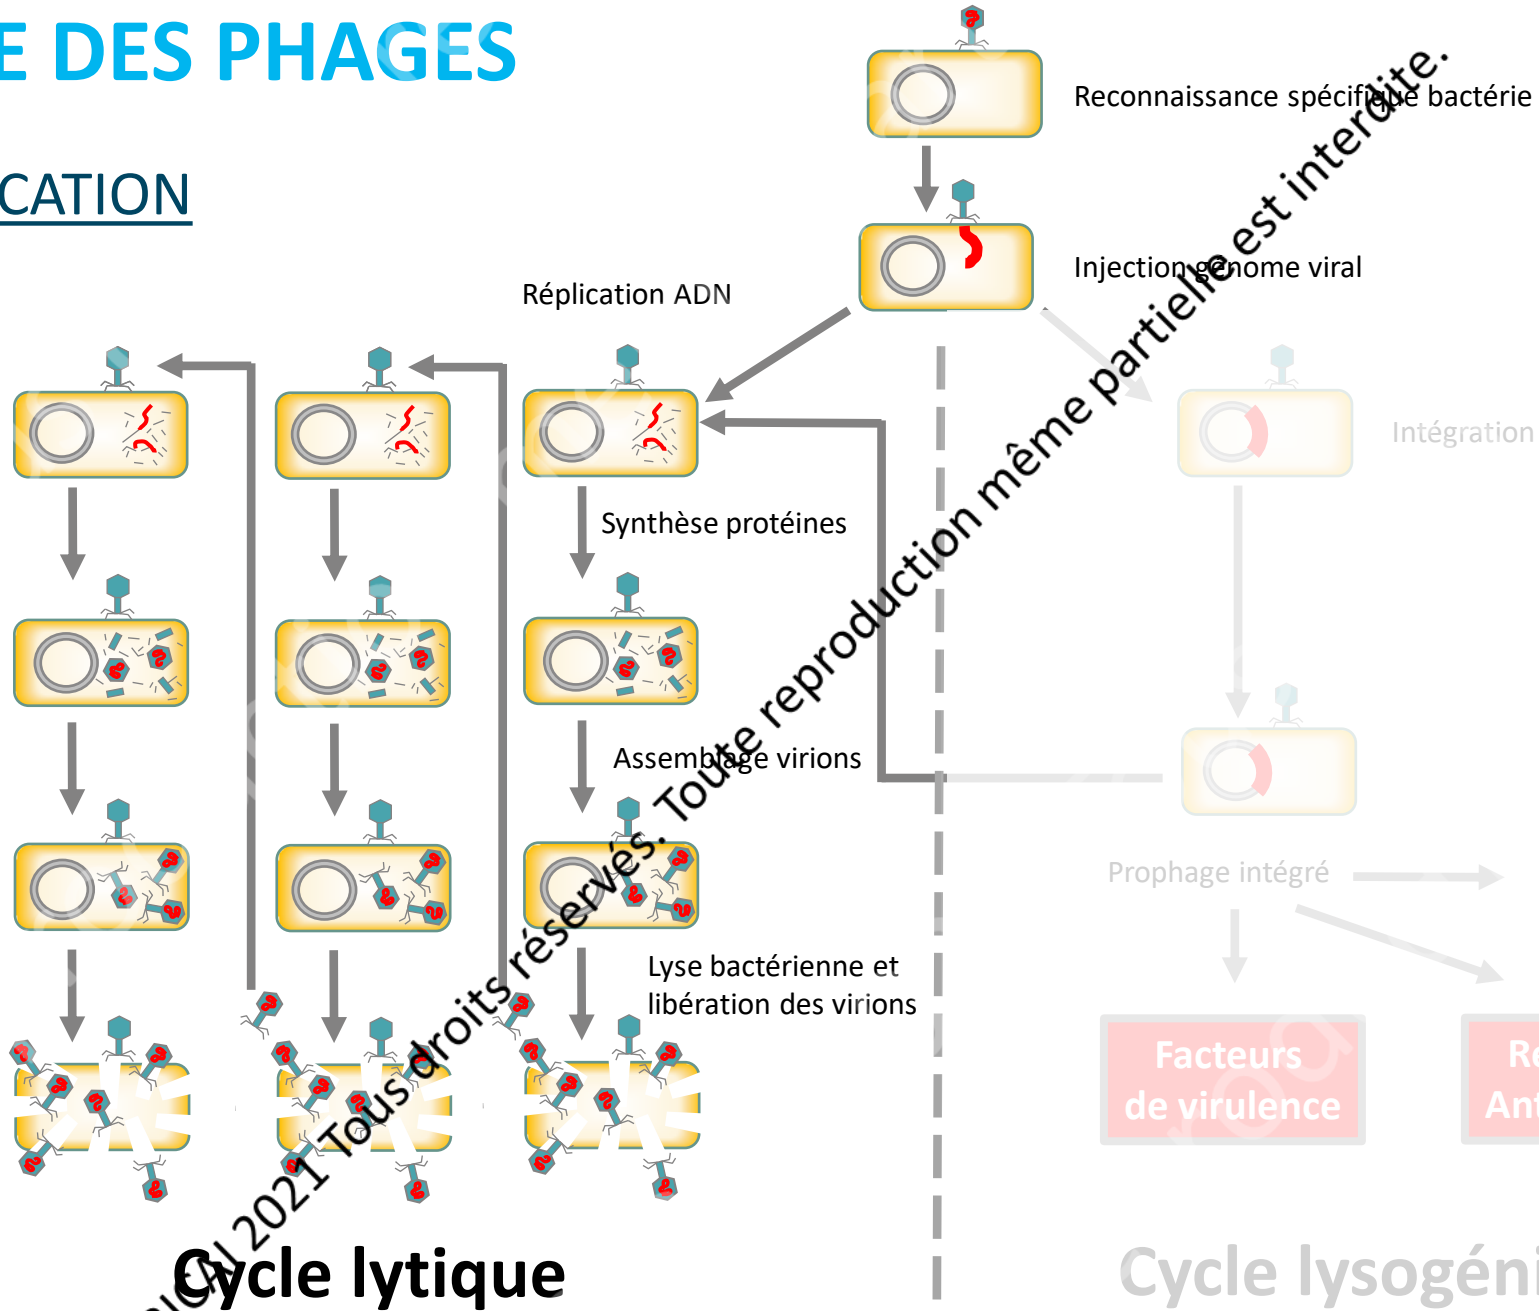 E DES PHAGES
CATION
Reconnaissance spécifique bactérie
Injection génome viral
Réplication ADN
Intégration
Synthèse protéines
Assemblage virions
Prophage intégré
Lyse bactérienne et
libération des virions
Facteurs
de virulence
Re
Ant
Cycle lytique
Cycle lysogéni
2021 Tous droits réservés. Toute reproduction même partielle est interdite.